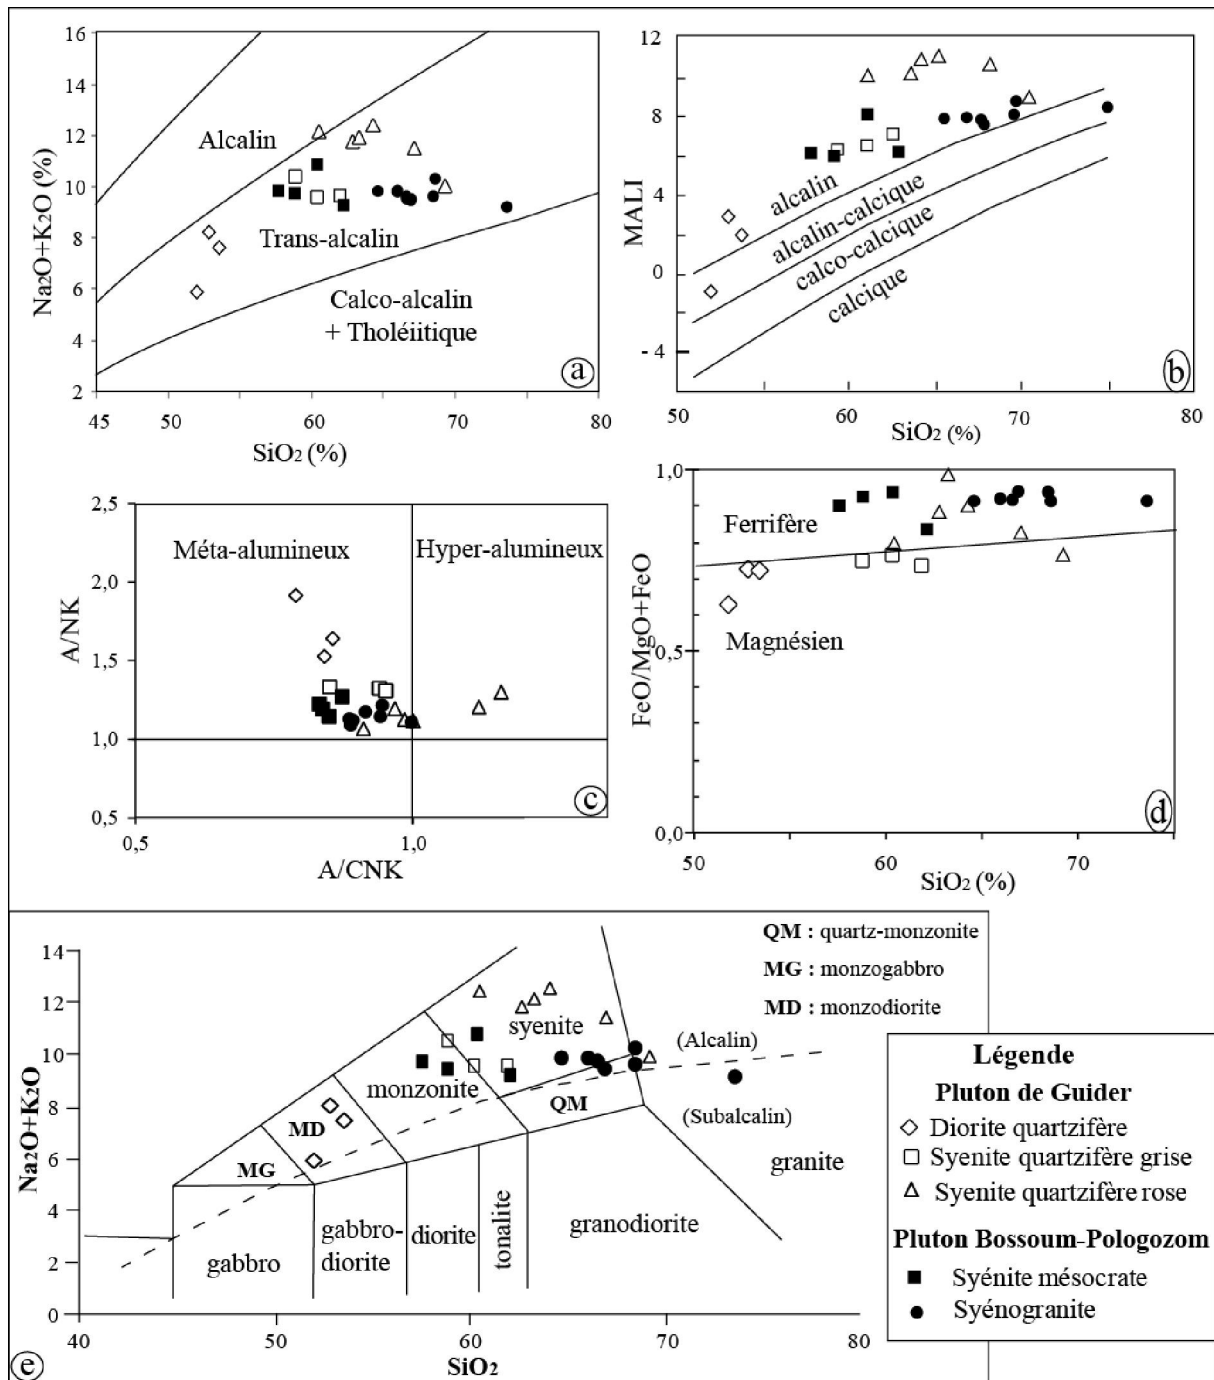 16
14
12
10
8
6
4
2
Na2O+K2O (%)
Alcalin
Trans-alcalin
Calco-alcalin
+ Tholéiitique
a
45
50
60
70
80
SiO2 (%)
12
8
4
0
- 4
MALI
alcalin
alcalin-calcique
calco-calcique
calcique
b
50
60
70
80
SiO2 (%)
2,5
2,0
1,5
1,0
0,5
A/NK
Méta-alumineux
Hyper-alumineux
c
0,5
1,0
A/CNK
1,0
0,5
0,0
FeO/MgO+FeO
Ferrifère
Magnésien
d
50
60
70
SiO2 (%)
14
12
10
8
6
4
2
0
Na2O+K2O
QM : quartz-monzonite
MG : monzogabbro
MD : monzodiorite
syenite
(Alcalin)
monzonite
MD
QM
(Subalcalin)
MG
granite
gabbro
gabbro-
diorite
diorite
tonalite
granodiorite
40
50
60
70
80
SiO2
e
Légende
Pluton de Guider
Diorite quartzifère
Syenite quartzifère grise
Syenite quartzifère rose
Pluton Bossoum-Pologozom
Syénite mésocrate
Syénogranite